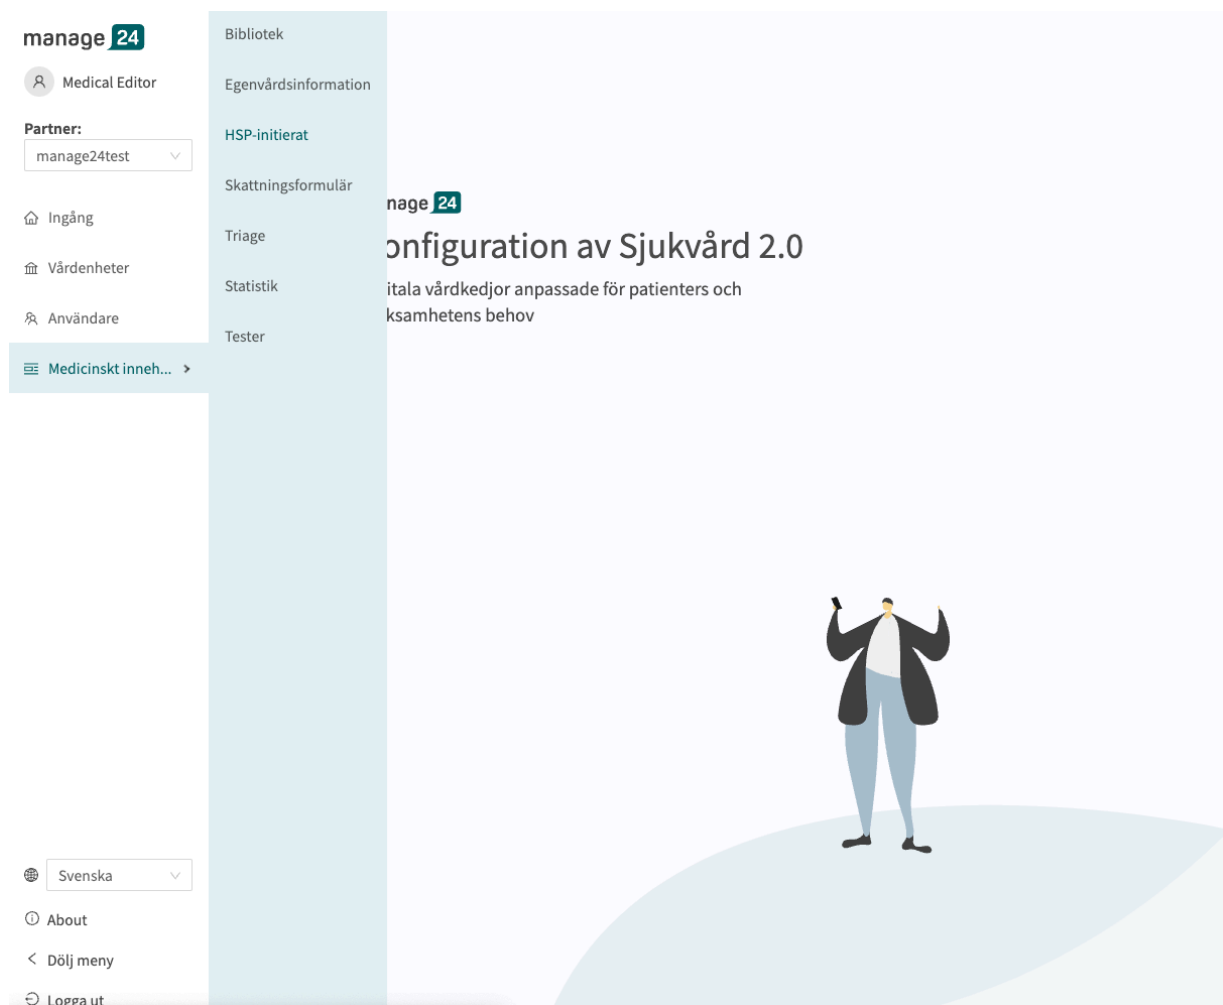 manage 24
Medical Editor
Partner:
manage24test
Ingång
Vårdenheter
Användare
Medicinskt inneh...
Svenska
About
Dölj meny
Logga ut
Bibliotek
Egenvårdsinformation
HSP-initierat
Skattningsformulär
Triage
Statistik
Tester
nage 24
onfiguration av Sjukvård 2.0
itala vårdkedjor anpassade för patienters och
ksamhetens behov